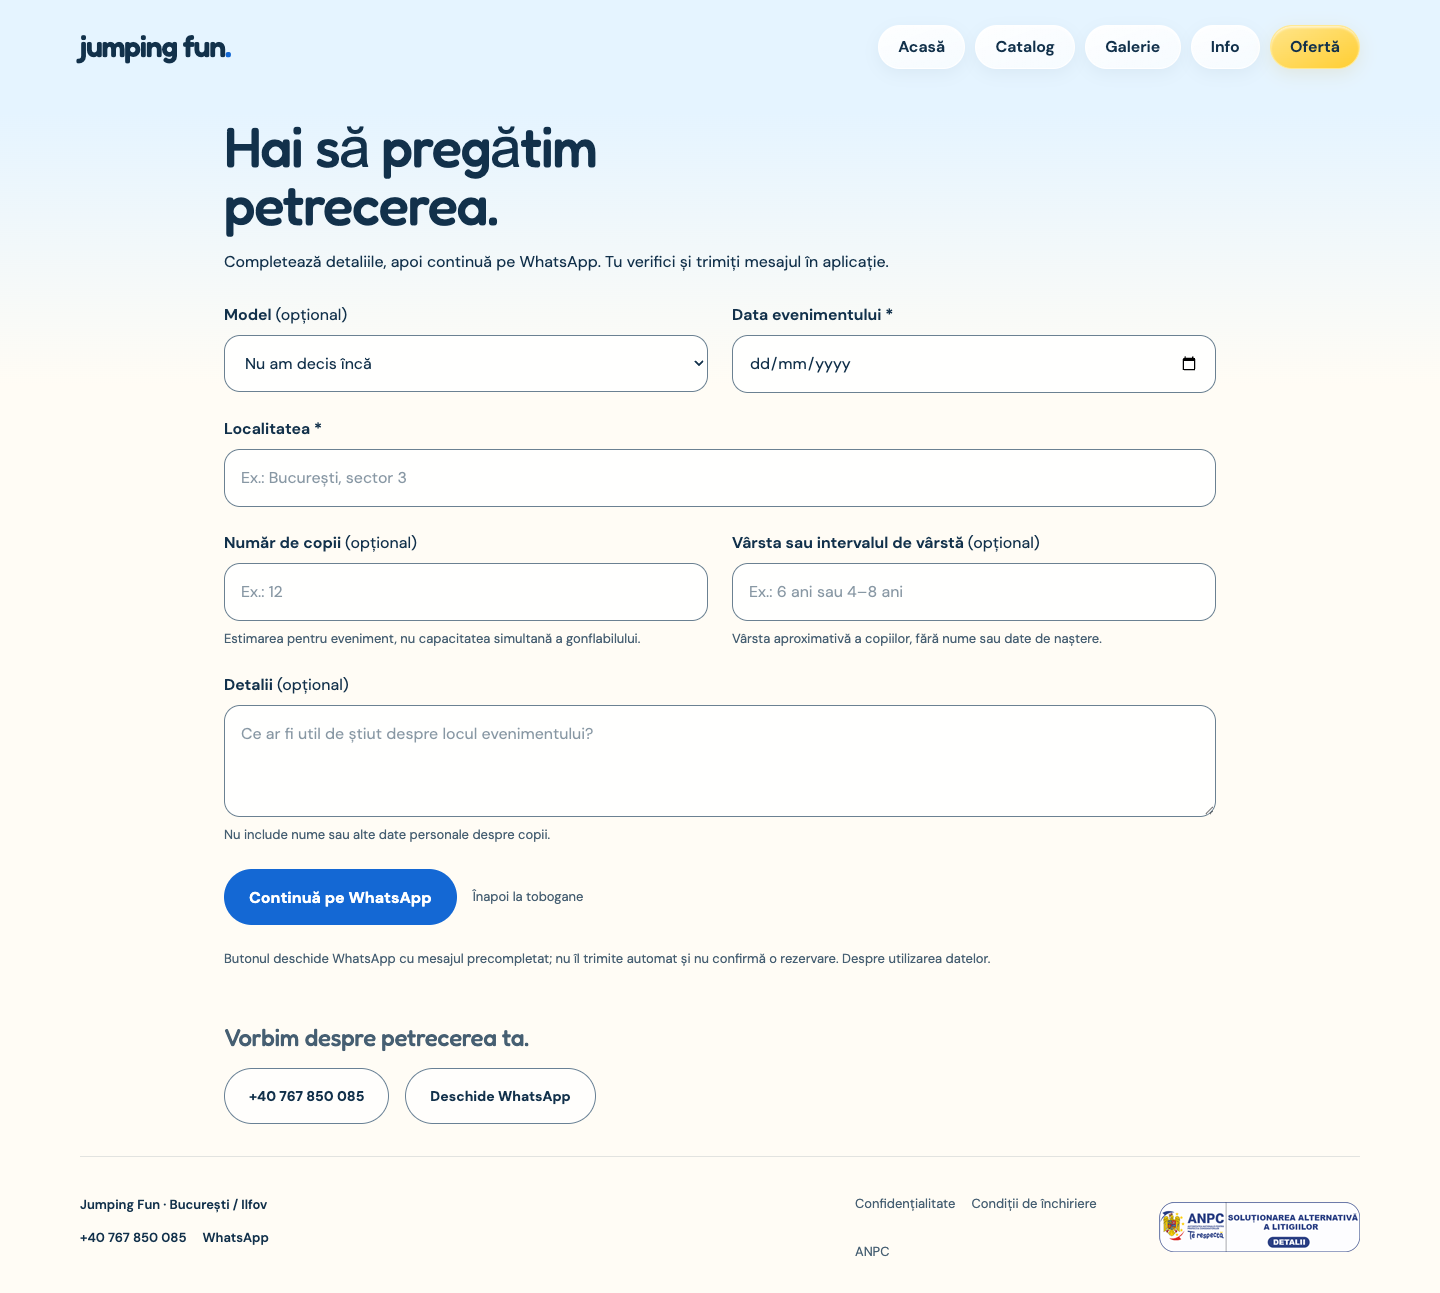 jumping fun.
Acasă
Catalog
Galerie
Info
Ofertă
Hai să pregătim
petrecerea.
Completează detaliile, apoi continuă pe WhatsApp. Tu verifici și trimiți mesajul în aplicație.
Model (opțional)
Data evenimentului *
Nu am decis încă
dd/mm/yyyy
Localitatea *
Ex.: București, sector 3
Număr de copii (opțional)
Vârsta sau intervalul de vârstă (opțional)
Ex.: 12
Ex.: 6 ani sau 4–8 ani
Estimarea pentru eveniment, nu capacitatea simultană a gonflabilului.
Vârsta aproximativă a copiilor, fără nume sau date de naștere.
Detalii (opțional)
Ce ar fi util de știut despre locul evenimentului?
Nu include nume sau alte date personale despre copii.
Continuă pe WhatsApp
Înapoi la tobogane
Butonul deschide WhatsApp cu mesajul precompletat; nu îl trimite automat și nu confirmă o rezervare. Despre utilizarea datelor.
Vorbim despre petrecerea ta.
+40 767 850 085
Deschide WhatsApp
Jumping Fun · București / Ilfov
+40 767 850 085
WhatsApp
Confidențialitate
Condiții de închiriere
ANPC
ANPC
Te respectă
SOLUȚIONAREA ALTERNATIVĂ
A LITIGIILOR
DETALII